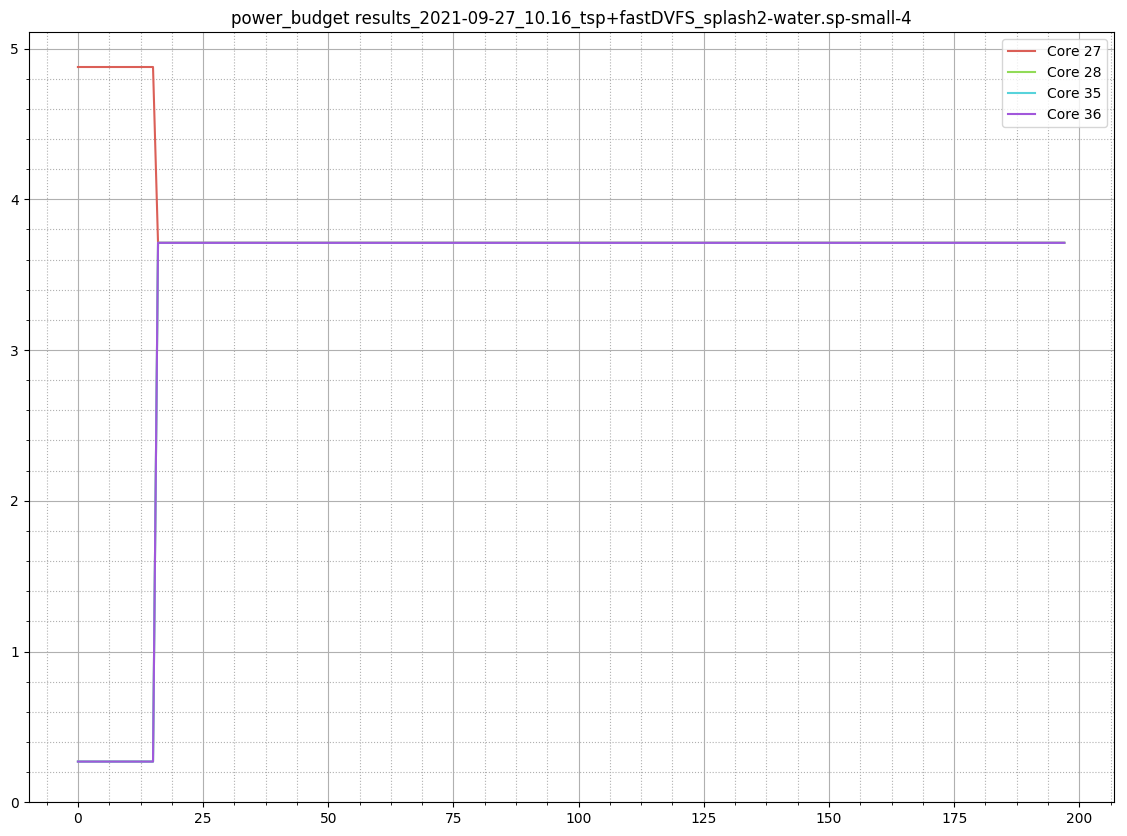 power_budget results_2021-09-27_10.16_tsp+fastDVFS_splash2-water.sp-small-4
5
4
3
2
1
0
Core 27
Core 28
Core 35
Core 36
0 25 50 75 100 125 150 175 200